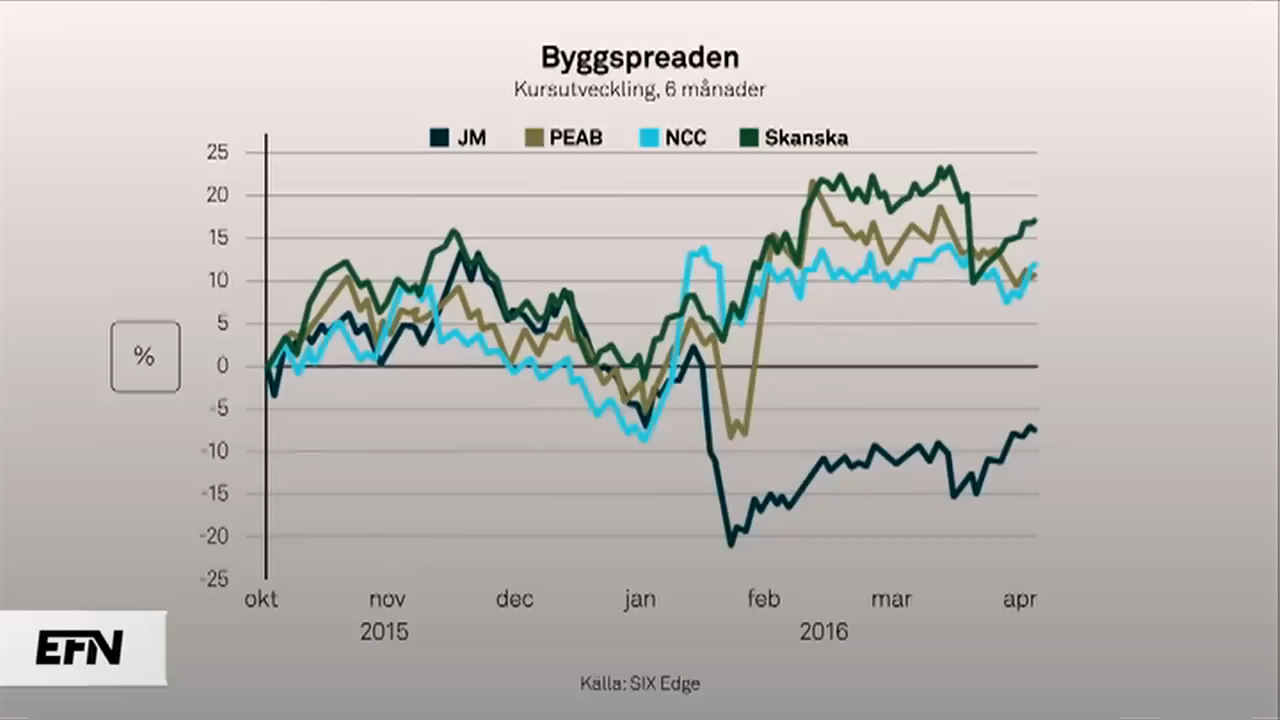 Byggspreaden
Kursutveckling, 6 månader
JM PEAB NCC Skanska
25
20
15
10
5
0
-5
-10
-15
-20
-25
%
okt nov dec jan feb mar apr
2015 2016
EFN
Källa: SIX Edge